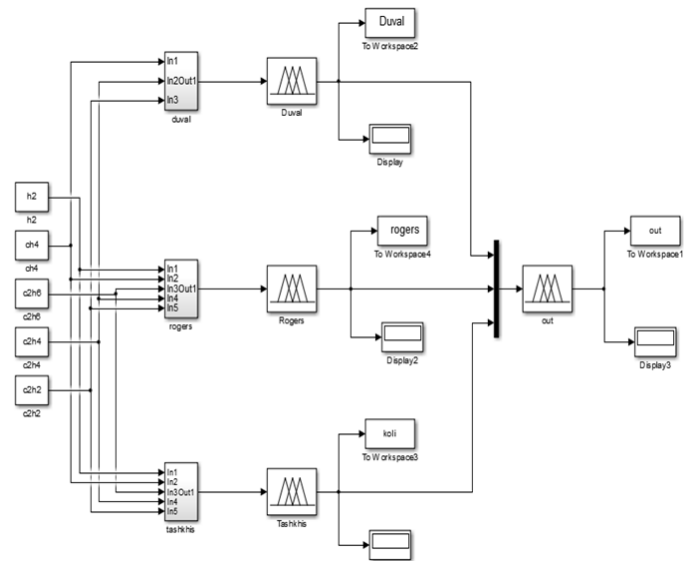 Duval
To Workspace2
In1
In2Out1
In3
duval
Duval
Display
h2
h2
ch4
ch4
c2h6
c2h6
c2h4
c2h4
c2h2
c2h2
In1
In2
In3Out1
In4
In5
rogers
Rogers
rogers
To Workspace4
Display2
out
out
To Workspace1
Display3
koli
To Workspace3
In1
In2
In3Out1
In4
In5
tashkhis
Tashkhis